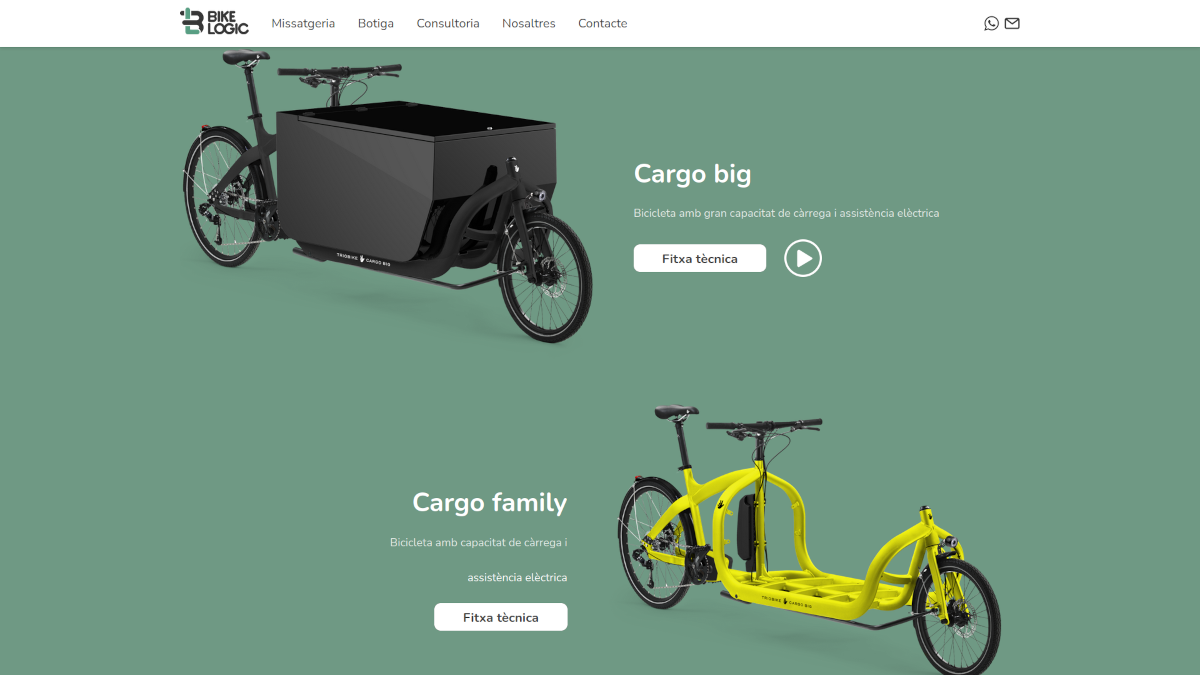 BIKE
LOGIC
Missatgeria Botiga Consultoria Nosaltres Contacte
TRIOBIKE CARGO BIG
Cargo big
Bicicleta amb gran capacitat de càrrega i assistència elèctrica
Fitxa tècnica
Cargo family
Bicicleta amb capacitat de càrrega i
assistència elèctrica
Fitxa tècnica
TRIOBIKE CARGO BIG